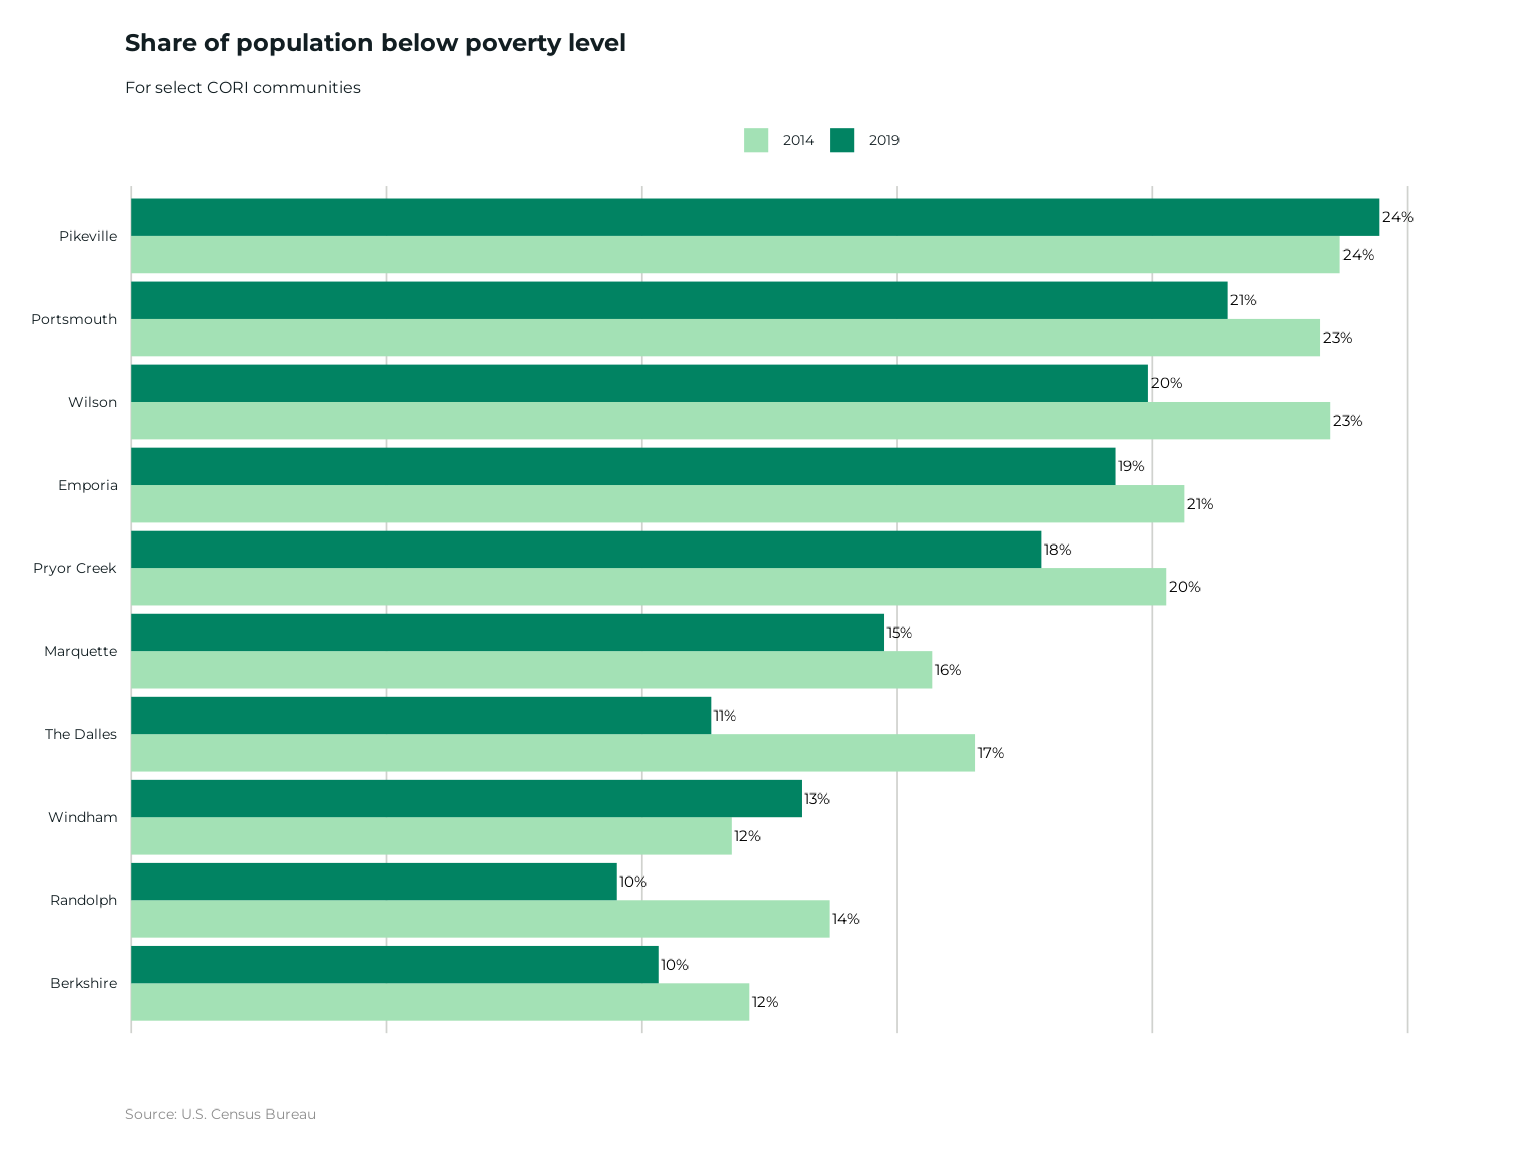 Share of population below poverty level
For select CORI communities
2014 2019
24%
Pikeville
24%
21%
Portsmouth
23%
20%
Wilson
23%
19%
Emporia
21%
18%
Pryor Creek
20%
15%
Marquette
16%
11%
The Dalles
17%
13%
Windham
12%
10%
Randolph
14%
10%
Berkshire
12%
Source: U.S. Census Bureau